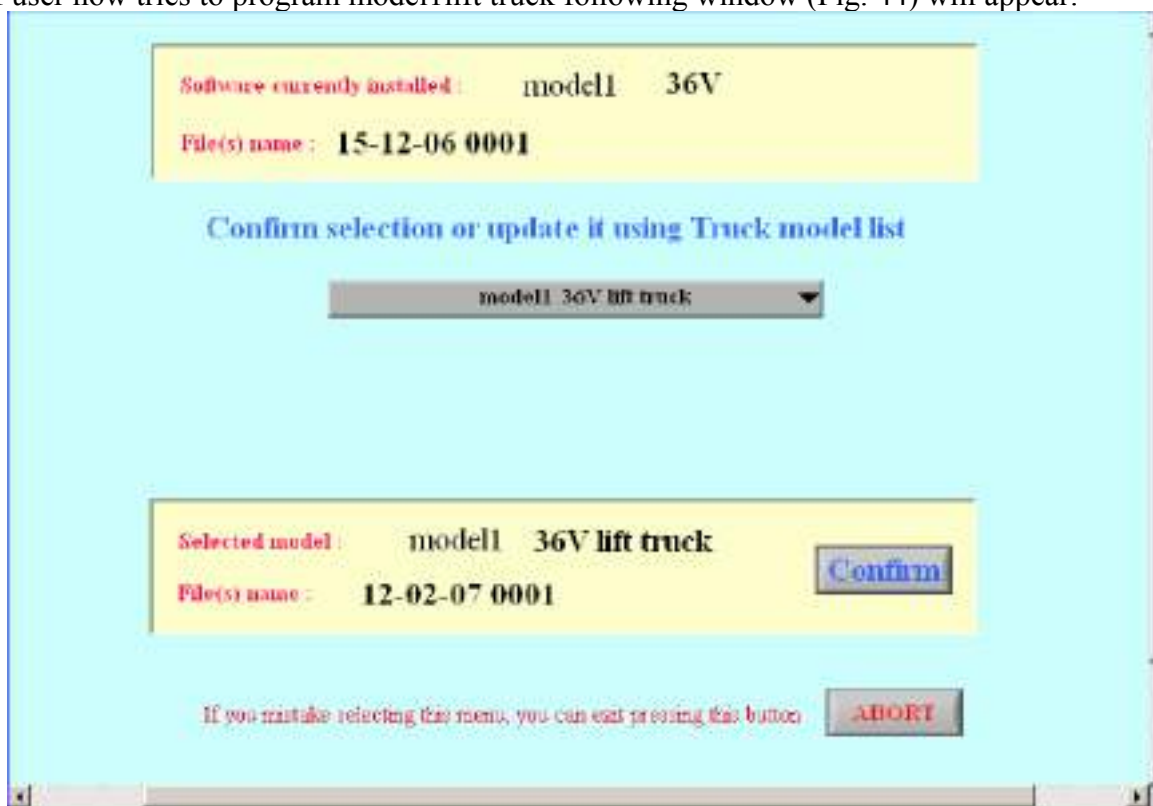 user now tries to program model1lift truck following window (Fig. 44) will appear:
Software currently installed : model1 36V
File(s) name : 15-12-06 0001
Confirm selection or update it using Truck model list
model1 36V lift truck
Selected model : model1 36V lift truck
File(s) name : 12-02-07 0001
Confirm
If you mistake selecting this menu, you can exit pressing this button
ABORT